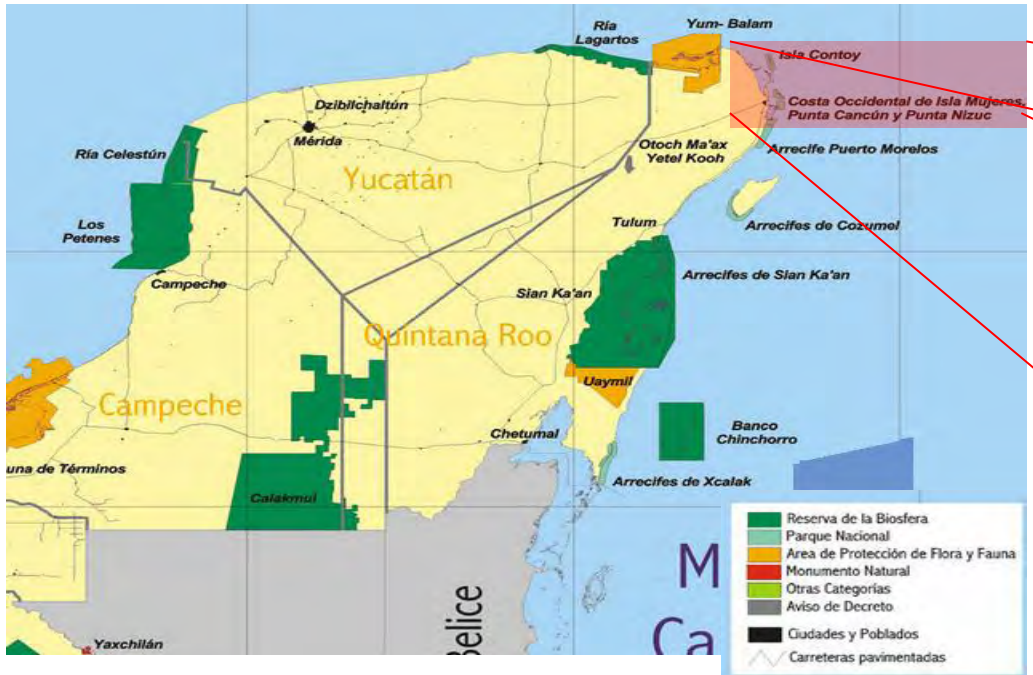 Ría
Lagartos
Yum- Balam
Isla Contoy
Dzibilchaltún
Costa Occidental de Isla Mujeres,
Punta Cancún y Punta Nizuc
Mérida
Ría Celestún
Otoch Ma'ax
Yetel Kooh
Arrecife Puerto Morelos
Yucatán
Los
Petenes
Tulum
Arrecifes de Cozumel
Campeche
Sian Ka'an
Arrecifes de Sian Ka'an
Quintana Roo
Uaymil
Campeche
Chetumal
Banco
Chinchorro
una de Términos
Calakmul
Arrecifes de Xcalak
Reserva de la Biosfera
Parque Nacional
Area de Protección de Flora y Fauna
Monumento Natural
Otras Categorías
Aviso de Decreto
Ciudades y Poblados
Carreteras pavimentadas
M
Ca
Belice
Yaxchilán